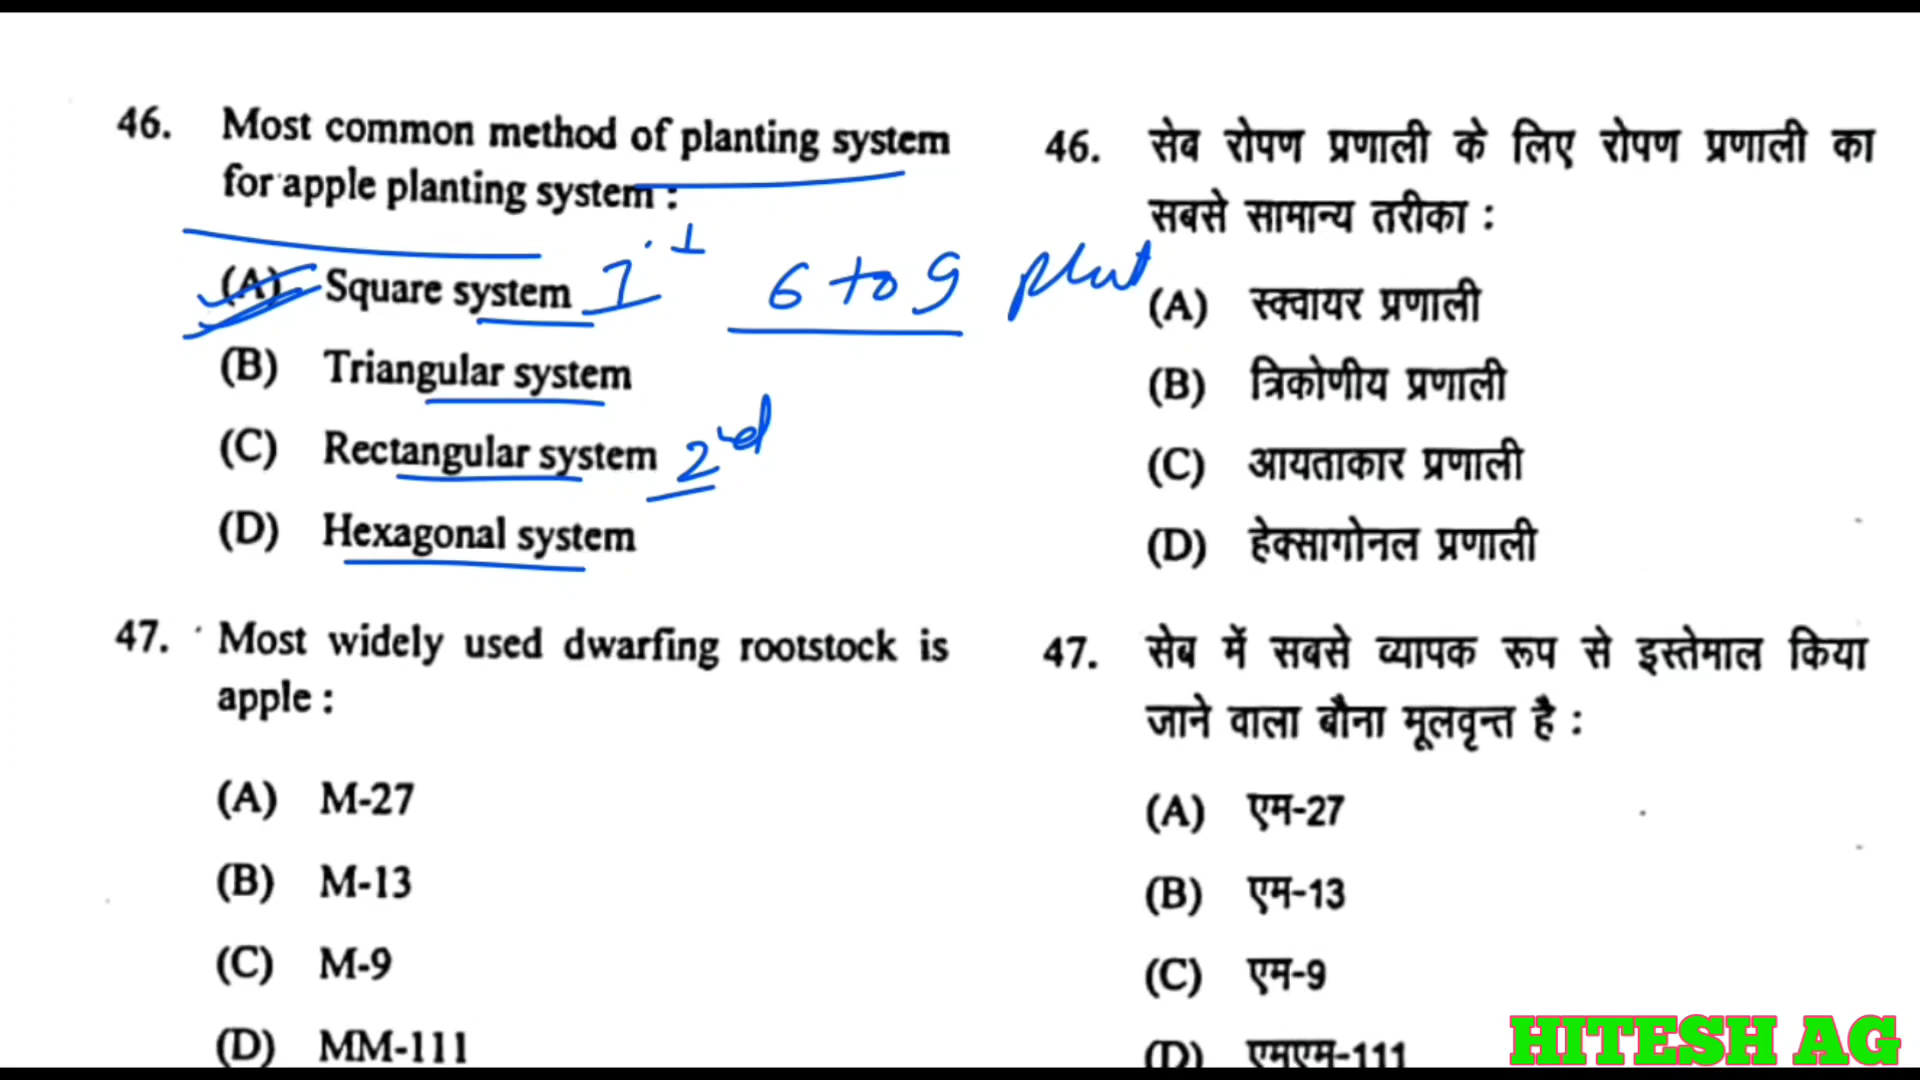 46. Most common method of planting system
for apple planting system :
(A) Square system 1st 6 to 9 plat
(B) Triangular system
(C) Rectangular system 2nd
(D) Hexagonal system
47. Most widely used dwarfing rootstock is
apple :
(A) M-27
(B) M-13
(C) M-9
(D) MM-111
46. सेब रोपण प्रणाली के लिए रोपण प्रणाली का
सबसे सामान्य तरीका :
(A) स्क्वायर प्रणाली
(B) त्रिकोणीय प्रणाली
(C) आयताकार प्रणाली
(D) हेक्सागोनल प्रणाली
47. सेब में सबसे व्यापक रूप से इस्तेमाल किया
जाने वाला बौना मूलवृन्त है :
(A) एम-27
(B) एम-13
(C) एम-9
(D) एमएम-111
HITESH AG